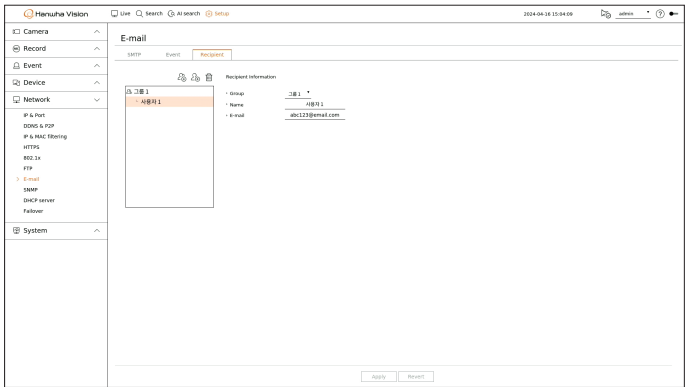 Hanwha Vision
Live Search AI search Setup
2024-04-16 15:04:09
admin
?
Camera
Record
Event
Device
Network
IP & Port
DDNS & P2P
IP & MAC filtering
HTTPS
802.1x
FTP
E-mail
SNMP
DHCP server
Failover
System
E-mail
SMTP Event Recipient
그룹 1
사용자 1
Recipient Information
Group 그룹 1
Name 사용자 1
E-mail abc123@email.com
Apply Revert